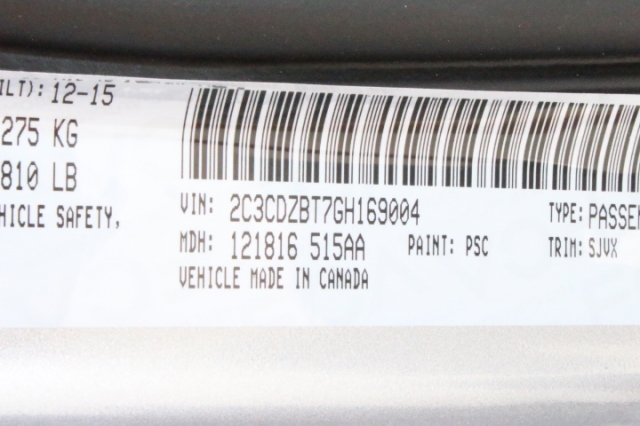 ILT): 12-15
275 KG
810 LB
HICLE SAFETY,
VIN: 2C3CDZBT7GH169004 TYPE: PASSEN
MDH: 121816 515AA PAINT: PSC TRIM: SJVX
VEHICLE MADE IN CANADA